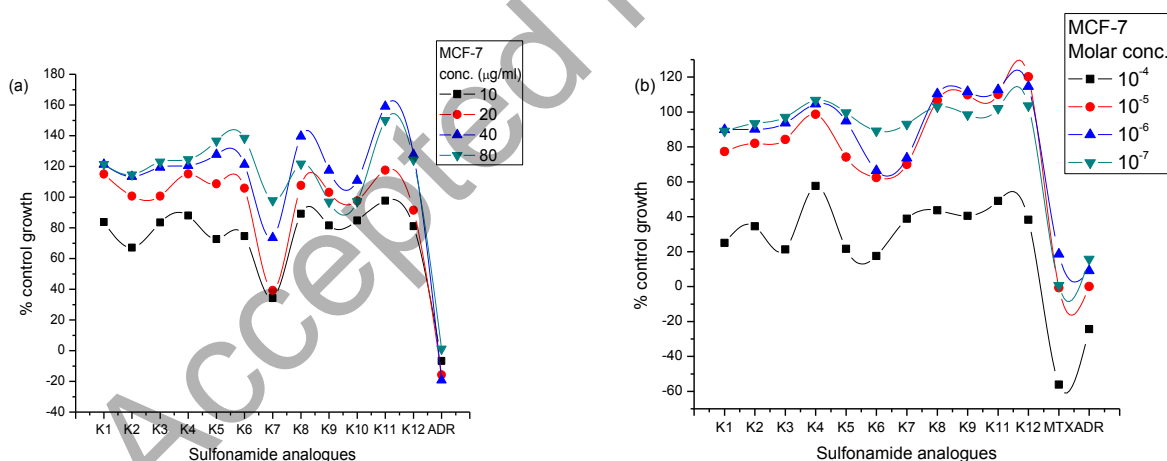 (a)
MCF-7
conc. (μg/ml)
10
20
40
80
180
160
140
120
100
80
60
40
20
0
-20
-40
% control growth
K1 K2 K3 K4 K5 K6 K7 K8 K9 K10 K11 K12 ADR
Sulfonamide analogues
(b)
MCF-7
Molar conc.
10-4
10-5
10-6
10-7
120
100
80
60
40
20
0
-20
-40
-60
% control growth
K1 K2 K3 K4 K5 K6 K7 K8 K9 K11 K12 MTXADR
Sulfonamide analogues
Accepted